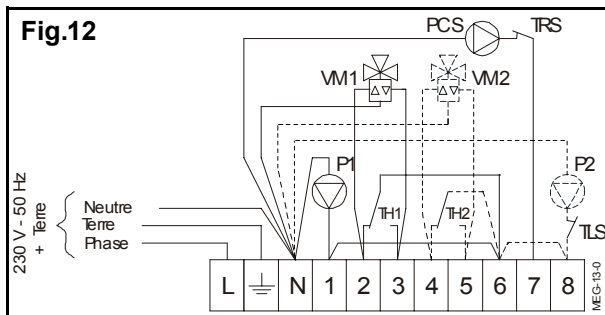 Fig.12
PCS
TRS
VM1
VM2
P1
P2
TH1
TH2
TLS
230 V - 50 Hz
+ Terre
Neutre
Terre
Phase
L N 1 2 3 4 5 6 7 8
MEG-13-0